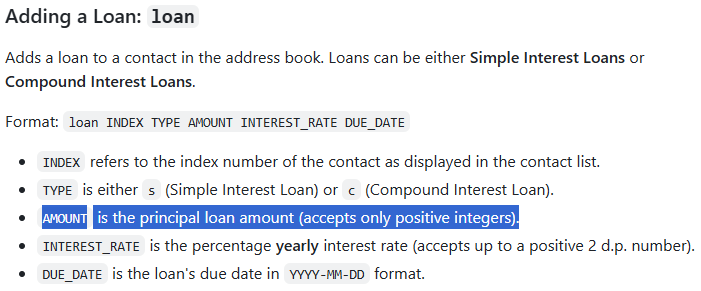 Adding a Loan: loan
Adds a loan to a contact in the address book. Loans can be either Simple Interest Loans or
Compound Interest Loans.
Format: loan INDEX TYPE AMOUNT INTEREST_RATE DUE_DATE
• INDEX refers to the index number of the contact as displayed in the contact list.
• TYPE is either s (Simple Interest Loan) or c (Compound Interest Loan).
• AMOUNT is the principal loan amount (accepts only positive integers).
• INTEREST_RATE is the percentage yearly interest rate (accepts up to a positive 2 d.p. number).
• DUE_DATE is the loan's due date in YYYY-MM-DD format.